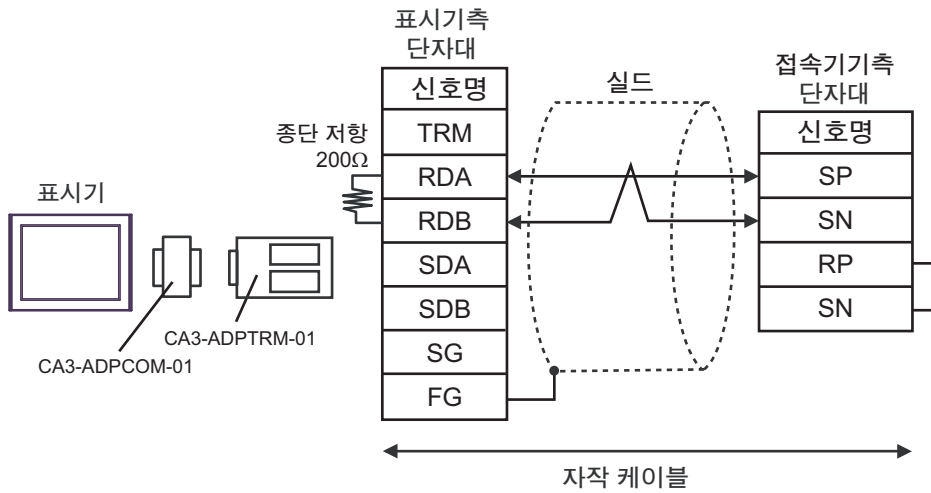 표시기측
단자대
신호명
TRM
RDA
RDB
SDA
SDB
SG
FG
종단 저항
200Ω
표시기
CA3-ADPCOM-01
CA3-ADPTRM-01
실드
접속기기측
단자대
신호명
SP
SN
RP
SN
자작 케이블